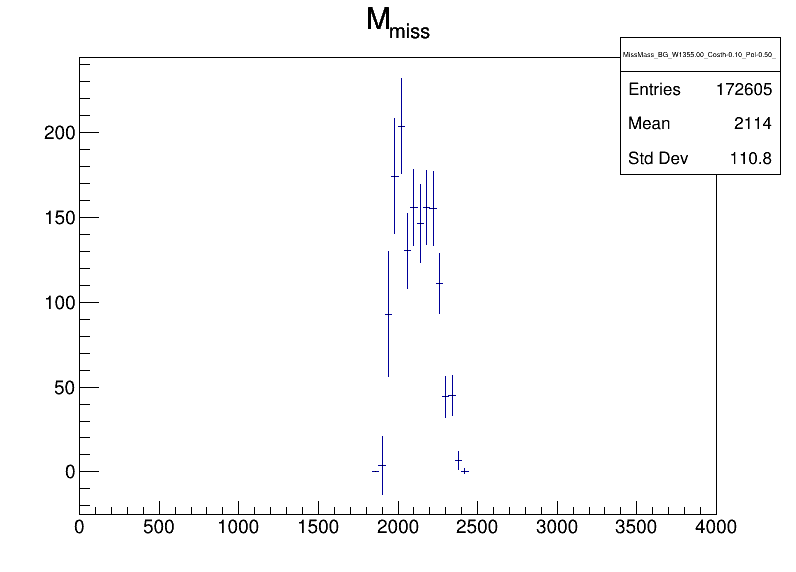 M_miss
MissMass_BG_W1355.00_Costh-0.10_Pol-0.50_
Entries 172605
Mean 2114
Std Dev 110.8
200
150
100
50
0
0 500 1000 1500 2000 2500 3000 3500 4000